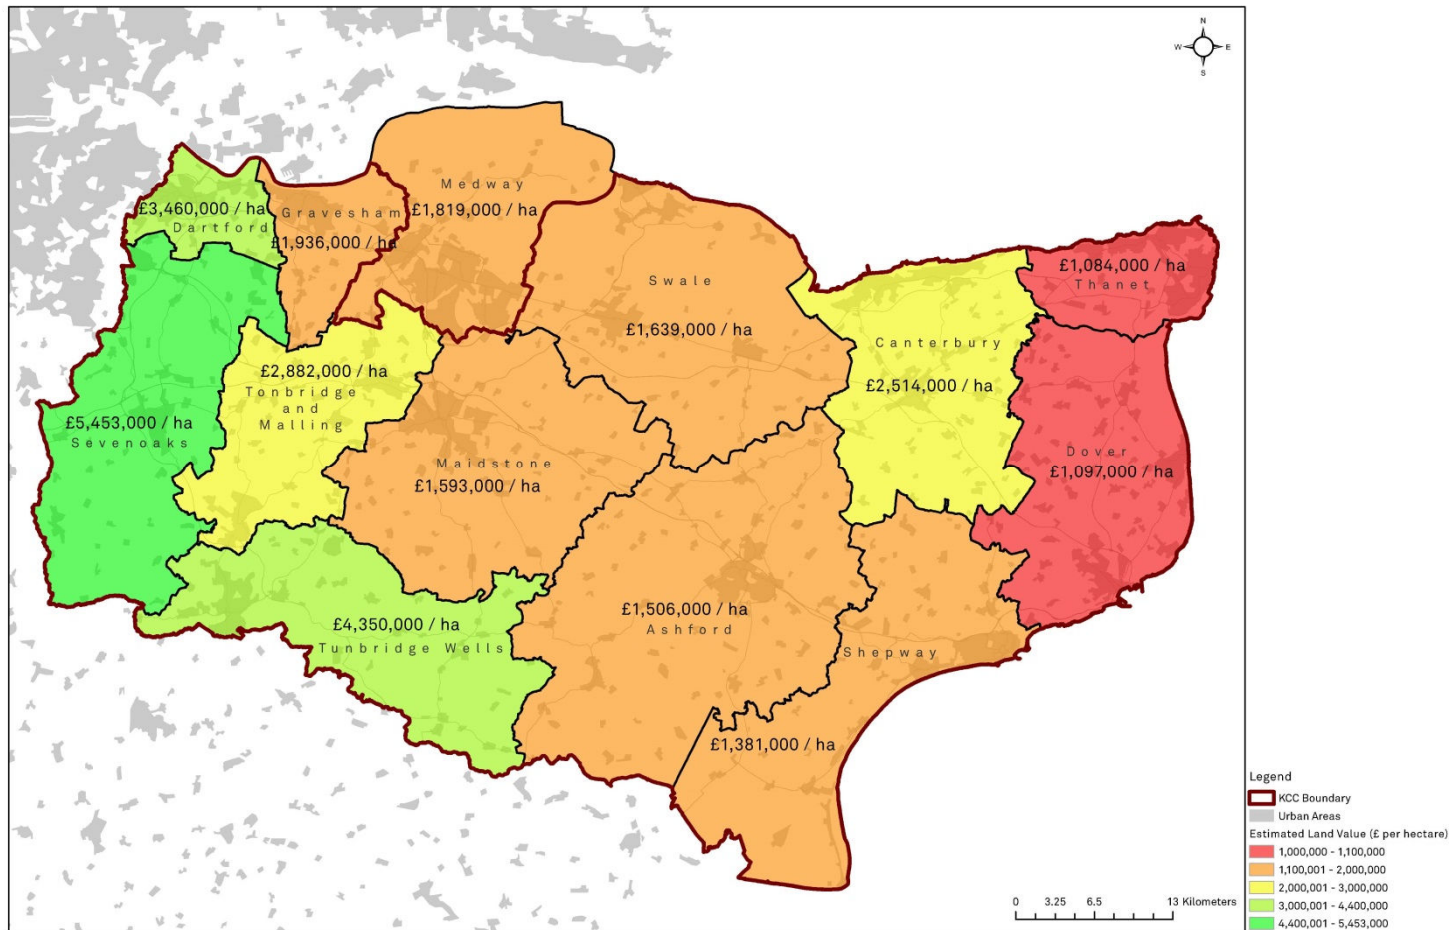 N
W
E
S
Medway
£1,819,000 / ha
£3,460,000 / ha
Dartford
Gravesham
£1,936,000 / ha
£1,084,000 / ha
Thanet
Swale
£1,639,000 / ha
Canterbury
£2,514,000 / ha
£2,882,000 / ha
Tonbridge
and
Malling
£5,453,000 / ha
Sevenoaks
Maidstone
£1,593,000 / ha
Dover
£1,097,000 / ha
£1,506,000 / ha
Ashford
£4,350,000 / ha
Tunbridge Wells
Shepway
£1,381,000 / ha
Legend
KCC Boundary
Urban Areas
Estimated Land Value (£ per hectare)
1,000,000 - 1,100,000
1,100,001 - 2,000,000
2,000,001 - 3,000,000
3,000,001 - 4,400,000
4,400,001 - 5,453,000
0 3.25 6.5 13 Kilometers